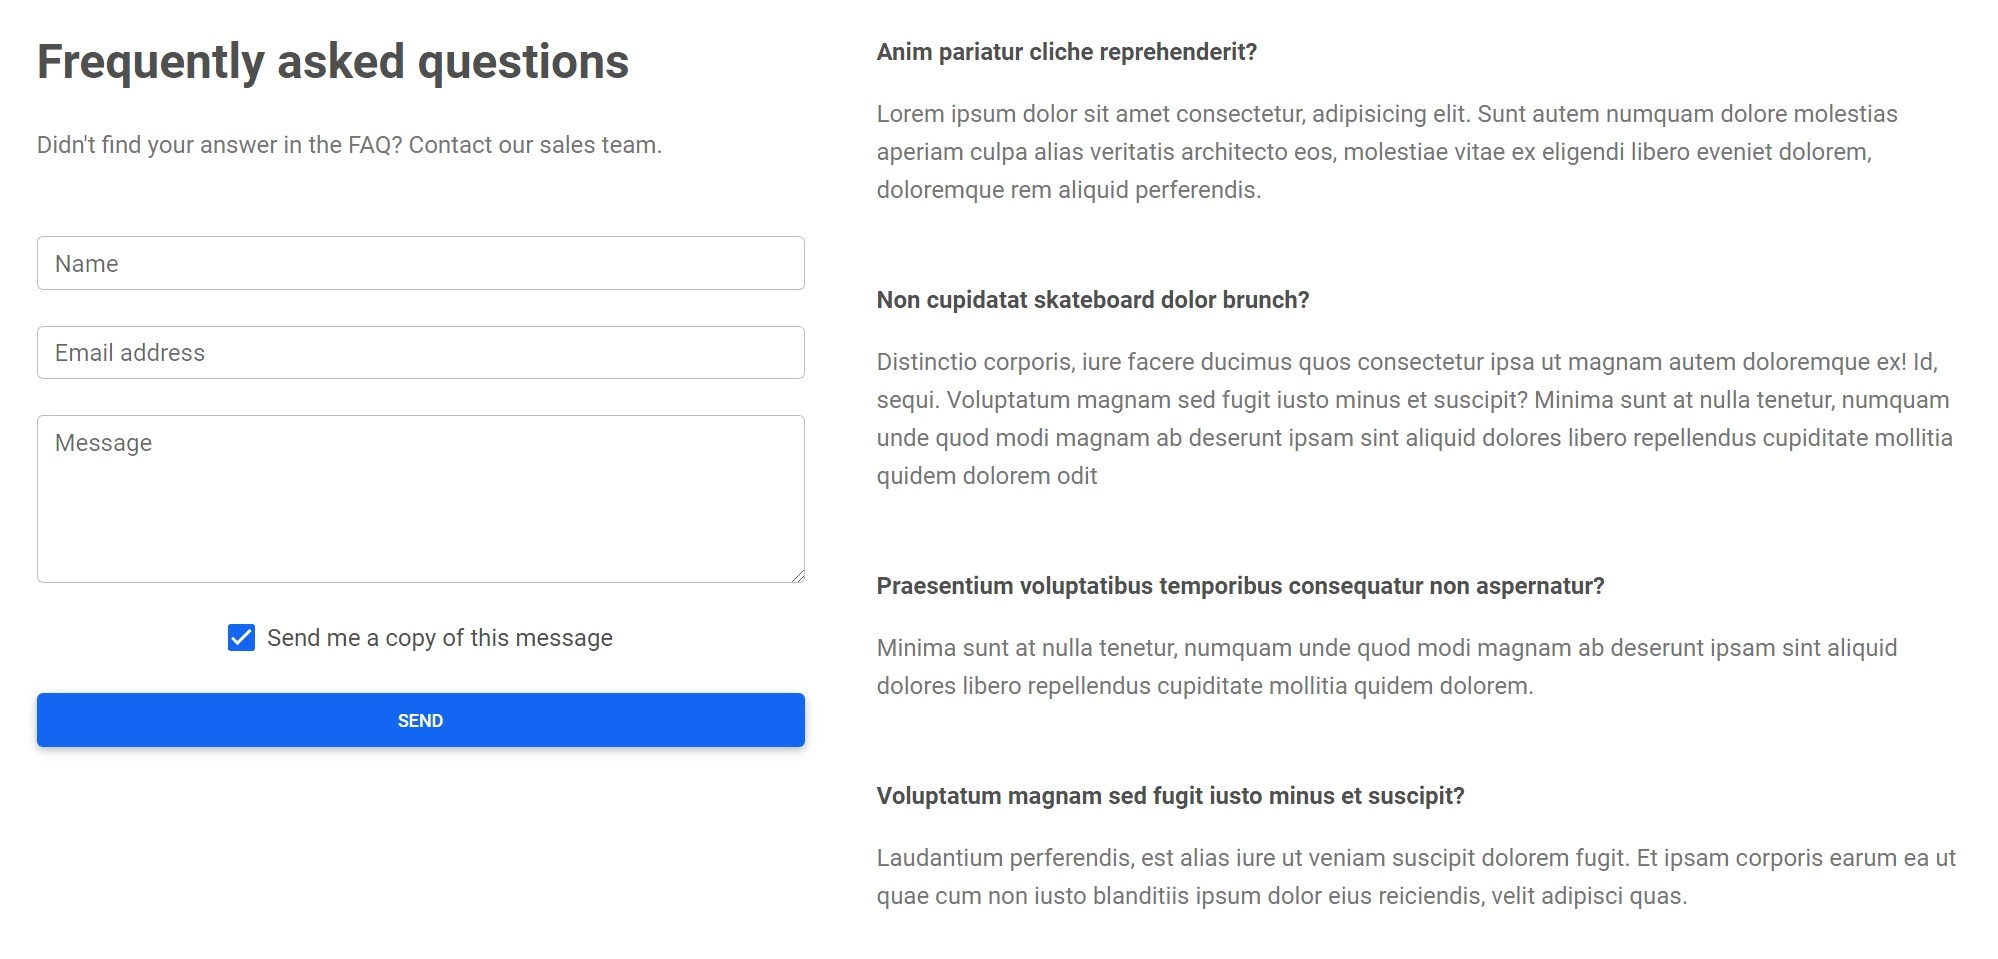 Frequently asked questions
Didn't find your answer in the FAQ? Contact our sales team.
Name
Email address
Message
Send me a copy of this message
SEND
Anim pariatur cliche reprehenderit?
Lorem ipsum dolor sit amet consectetur, adipisicing elit. Sunt autem numquam dolore molestias
aperiam culpa alias veritatis architecto eos, molestiae vitae ex eligendi libero eveniet dolorem,
doloremque rem aliquid perferendis.
Non cupidatat skateboard dolor brunch?
Distinctio corporis, iure facere ducimus quos consectetur ipsa ut magnam autem doloremque ex! Id,
sequi. Voluptatum magnam sed fugit iusto minus et suscipit? Minima sunt at nulla tenetur, numquam
unde quod modi magnam ab deserunt ipsam sint aliquid dolores libero repellendus cupiditate mollitia
quidem dolorem odit
Praesentium voluptatibus temporibus consequatur non aspernatur?
Minima sunt at nulla tenetur, numquam unde quod modi magnam ab deserunt ipsam sint aliquid
dolores libero repellendus cupiditate mollitia quidem dolorem.
Voluptatum magnam sed fugit iusto minus et suscipit?
Laudantium perferendis, est alias iure ut veniam suscipit dolorem fugit. Et ipsam corporis earum ea ut
quae cum non iusto blanditiis ipsum dolor eius reiciendis, velit adipisci quas.